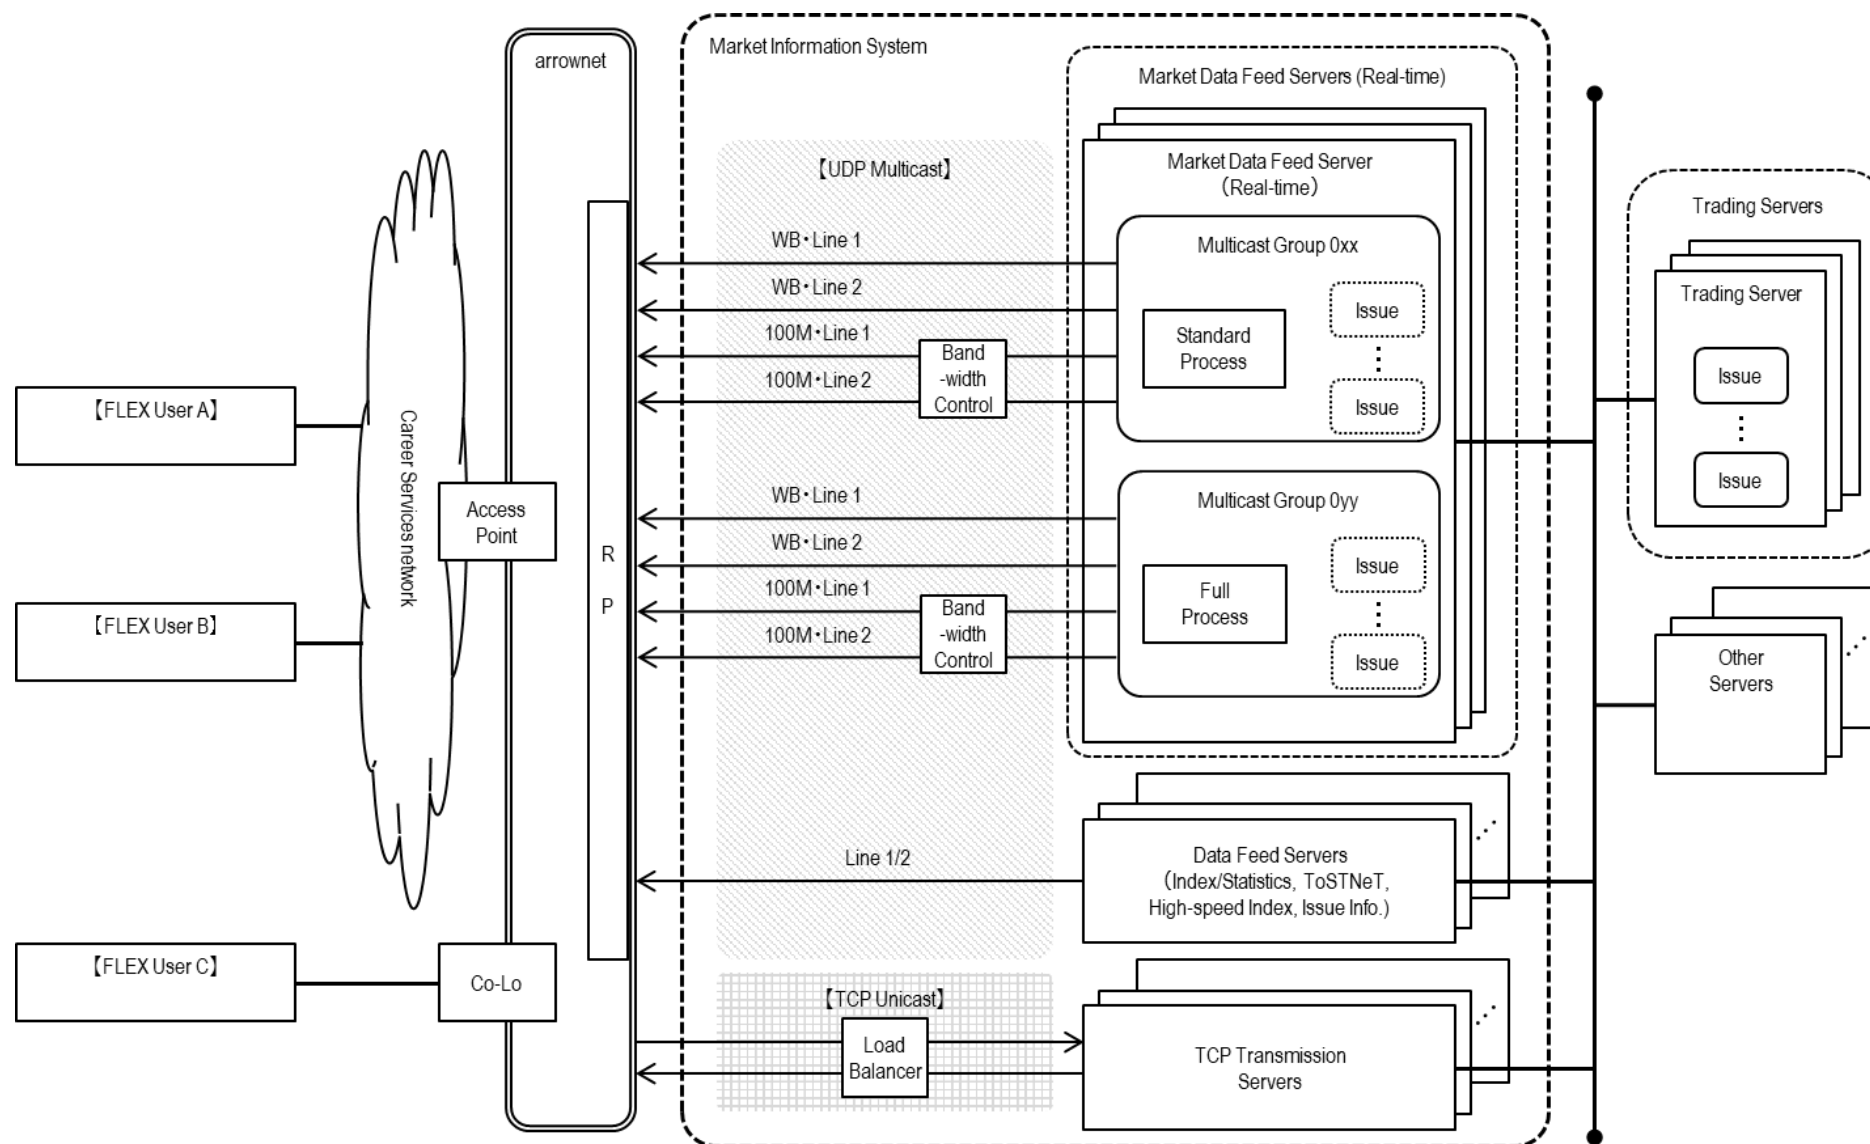 Market Information System
arrownet
Market Data Feed Servers (Real-time)
【UDP Multicast】
Market Data Feed Server
(Real-time)
Trading Servers
WB・Line 1
Multicast Group 0xx
WB・Line 2
Issue
Trading Server
100M・Line 1
Band
-width
Control
Standard
Process
⋮
Issue
100M・Line 2
Issue
⋮
【FLEX User A】
Career Services network
Issue
WB・Line 1
Multicast Group 0yy
Access
Point
WB・Line 2
Issue
R
P
100M・Line 1
Band
-width
Control
Full
Process
⋮
【FLEX User B】
100M・Line 2
Issue
Other
Servers
Line 1/2
Data Feed Servers
(Index/Statistics, ToSTNeT,
High-speed Index, Issue Info.)
【FLEX User C】
Co-Lo
【TCP Unicast】
Load
Balancer
TCP Transmission
Servers